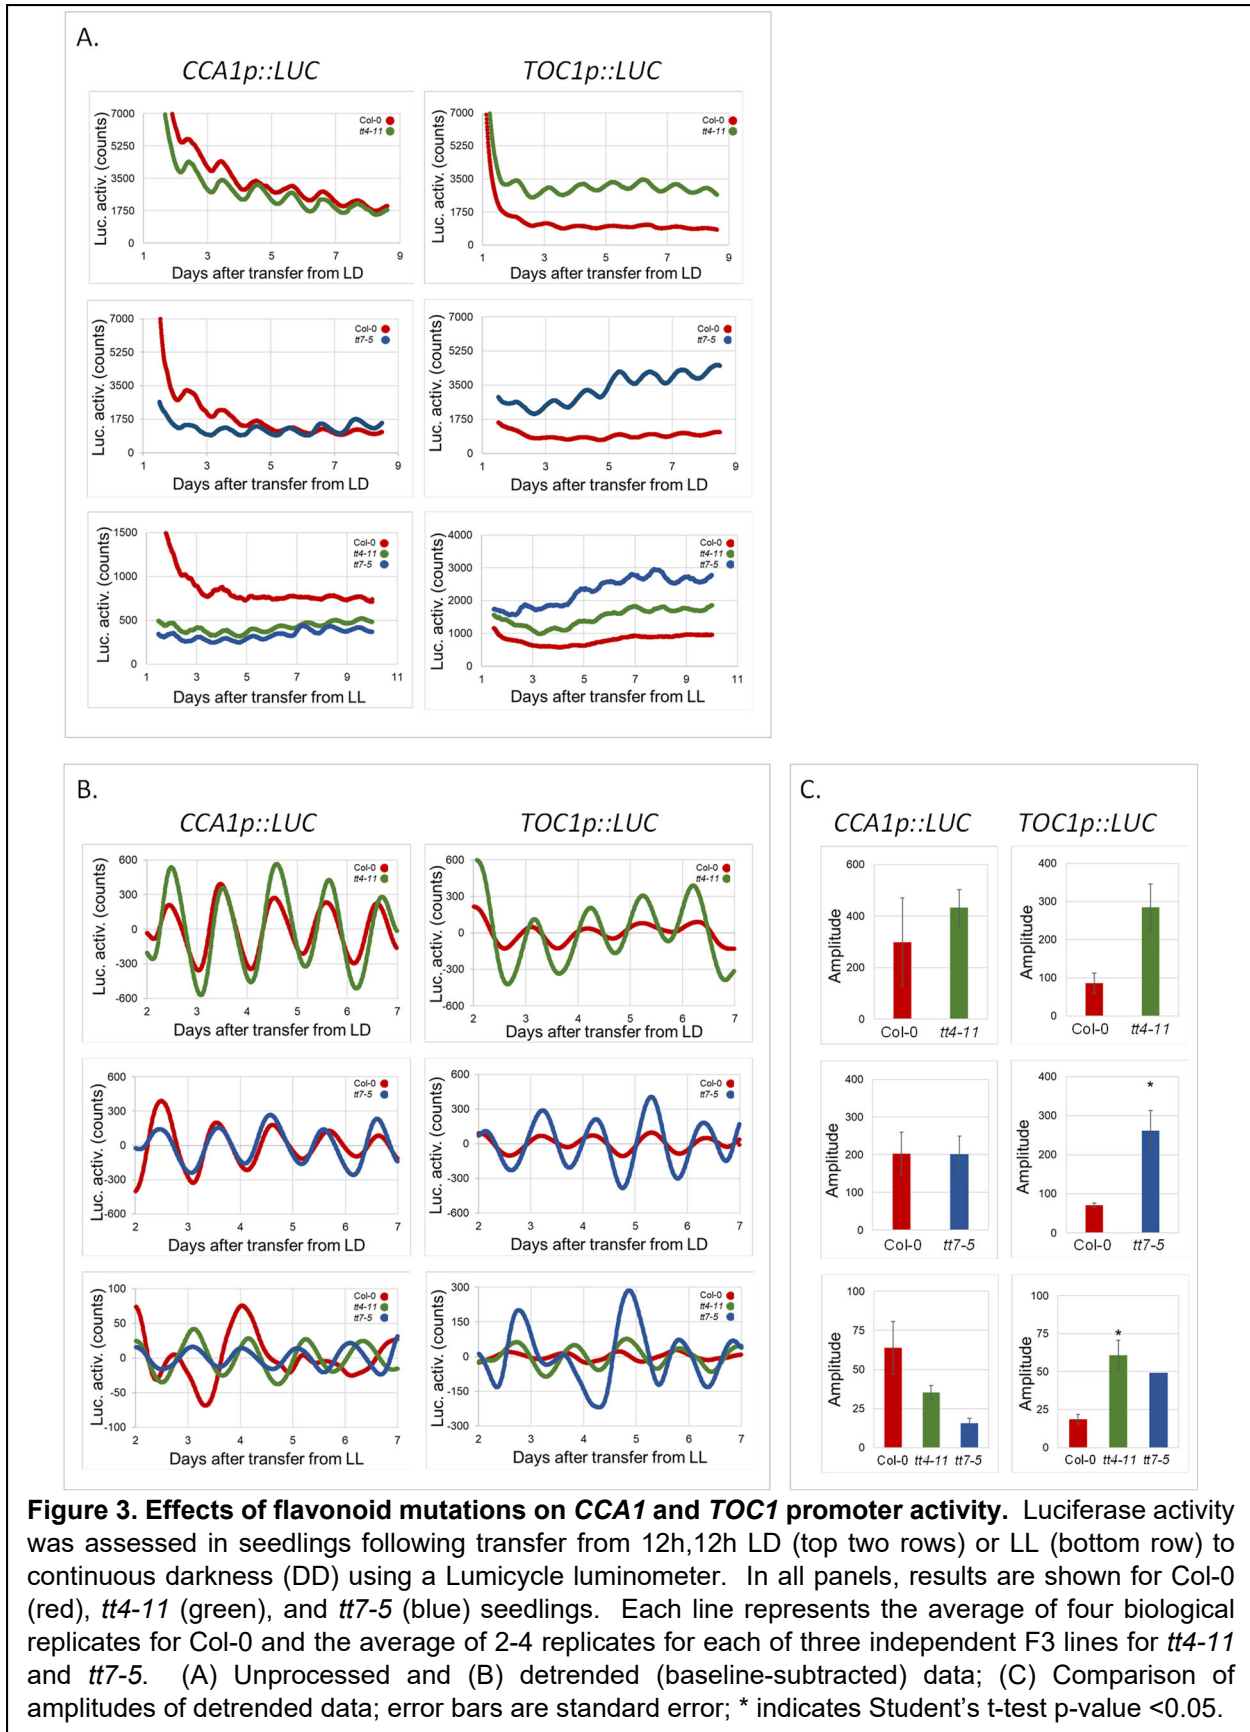 A.
CCA1p::LUC
TOC1p::LUC
Luc. activ. (counts)
7000
5250
3500
1750
0
Col-0
tt4-11
1 3 5 7 9
Days after transfer from LD
Luc. activ. (counts)
7000
5250
3500
1750
0
Col-0
tt4-11
1 3 5 7 9
Days after transfer from LD
Luc. activ. (counts)
7000
5250
3500
1750
0
Col-0
tt7-5
1 3 5 7 9
Days after transfer from LD
Luc. activ. (counts)
7000
5250
3500
1750
0
Col-0
tt7-5
1 3 5 7 9
Days after transfer from LD
Luc. activ. (counts)
1500
1000
500
0
Col-0
tt4-11
tt7-5
1 3 5 7 9 11
Days after transfer from LL
Luc. activ. (counts)
4000
3000
2000
1000
0
Col-0
tt4-11
tt7-5
1 3 5 7 9 11
Days after transfer from LL
B.
CCA1p::LUC
TOC1p::LUC
Luc. activ. (counts)
600
300
0
-300
-600
Col-0
tt4-11
2 3 4 5 6 7
Days after transfer from LD
Luc. activ. (counts)
600
300
0
-300
-600
Col-0
tt4-11
2 3 4 5 6 7
Days after transfer from LD
Luc. activ. (counts)
600
300
0
-300
-600
Col-0
tt7-5
2 3 4 5 6 7
Days after transfer from LD
Luc. activ. (counts)
600
300
0
-300
-600
Col-0
tt7-5
2 3 4 5 6 7
Days after transfer from LD
Luc. activ. (counts)
100
50
0
-50
-100
Col-0
tt4-11
tt7-5
2 3 4 5 6 7
Days after transfer from LL
Luc. activ. (counts)
300
150
0
-150
-300
Col-0
tt4-11
tt7-5
2 3 4 5 6 7
Days after transfer from LL
C.
CCA1p::LUC
TOC1p::LUC
Amplitude
600
400
200
0
Col-0 tt4-11
Amplitude
400
300
200
100
0
Col-0 tt4-11
Amplitude
400
300
200
100
0
Col-0 tt7-5
Amplitude
400
300
200
100
0
*
Col-0 tt7-5
Amplitude
100
75
50
25
0
Col-0 tt4-11 tt7-5
Amplitude
100
75
50
25
0
*
Col-0 tt4-11 tt7-5
Figure 3. Effects of flavonoid mutations on CCA1 and TOC1 promoter activity. Luciferase activity
was assessed in seedlings following transfer from 12h,12h LD (top two rows) or LL (bottom row) to
continuous darkness (DD) using a Lumicycle luminometer. In all panels, results are shown for Col-0
(red), tt4-11 (green), and tt7-5 (blue) seedlings. Each line represents the average of four biological
replicates for Col-0 and the average of 2-4 replicates for each of three independent F3 lines for tt4-11
and tt7-5. (A) Unprocessed and (B) detrended (baseline-subtracted) data; (C) Comparison of
amplitudes of detrended data; error bars are standard error; * indicates Student's t-test p-value <0.05.